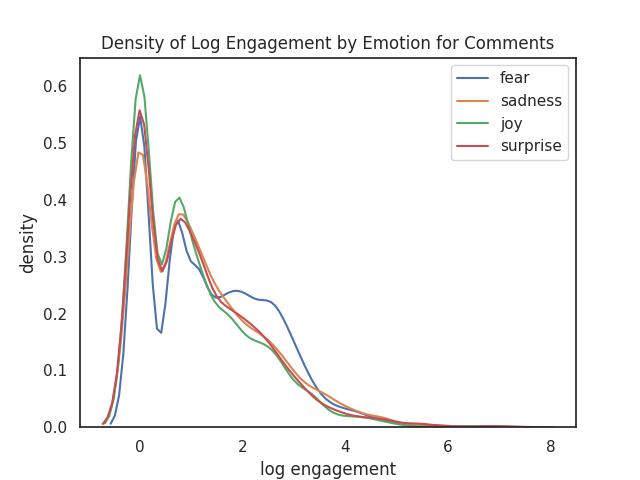 Density of Log Engagement by Emotion for Comments
fear
sadness
joy
surprise
density
0.6
0.5
0.4
0.3
0.2
0.1
0.0
0 2 4 6 8
log engagement